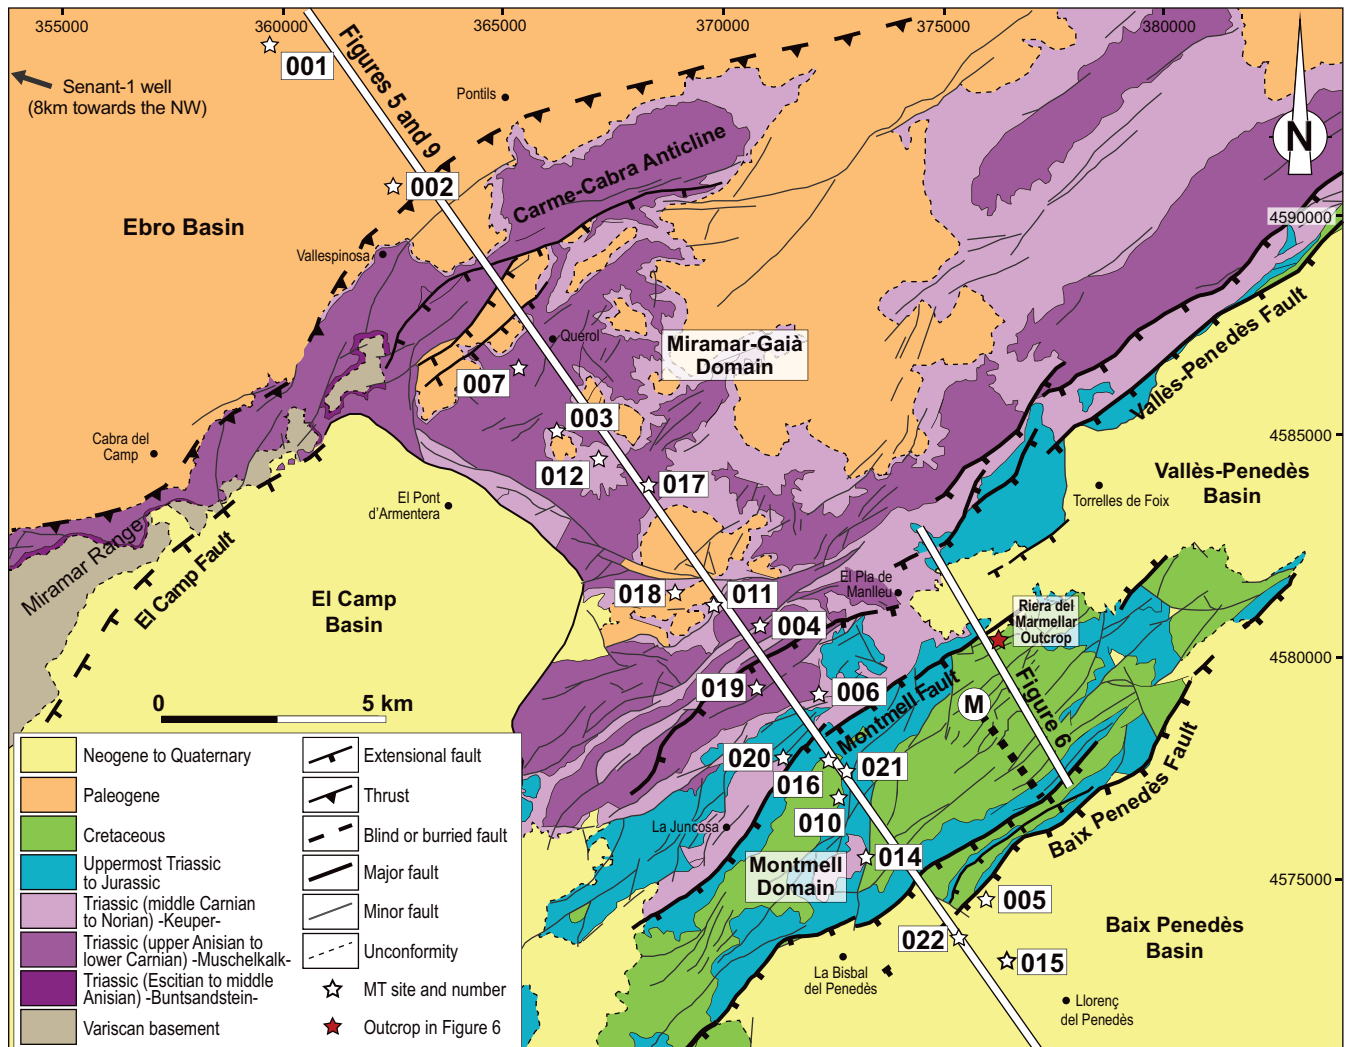 355000
360000
365000
370000
375000
380000
001
Senant-1 well
(8km towards the NW)
Figures 5 and 9
Pontils
Carme-Cabra Anticline
N
002
Ebro Basin
4590000
Vallespinosa
Querol
Miramar-Gaià
Domain
Vallès-Penedès Fault
007
003
Cabra del
Camp
012
4585000
017
Vallès-Penedès
Basin
El Pont
d'Armentera
Torrelles de Foix
Miramar Range
El Camp Fault
El Camp
Basin
018
011
El Pla de
Manlleu
Riera del
Marmellar
Outcrop
004
4580000
019
006
Montmell Fault
M
Figure 6
0
5 km
020
021
016
010
La Juncosa
Baix Penedès Fault
014
Montmell
Domain
4575000
005
022
Baix Penedès
Basin
015
La Bisbal
del Penedès
Llorenç
del Penedès
Neogene to Quaternary
Paleogene
Cretaceous
Uppermost Triassic
to Jurassic
Triassic (middle Carnian
to Norian) -Keuper-
Triassic (upper Anisian to
lower Carnian) -Muschelkalk-
Triassic (Escitian to middle
Anisian) -Buntsandstein-
Variscan basement
Extensional fault
Thrust
Blind or burried fault
Major fault
Minor fault
Unconformity
MT site and number
Outcrop in Figure 6